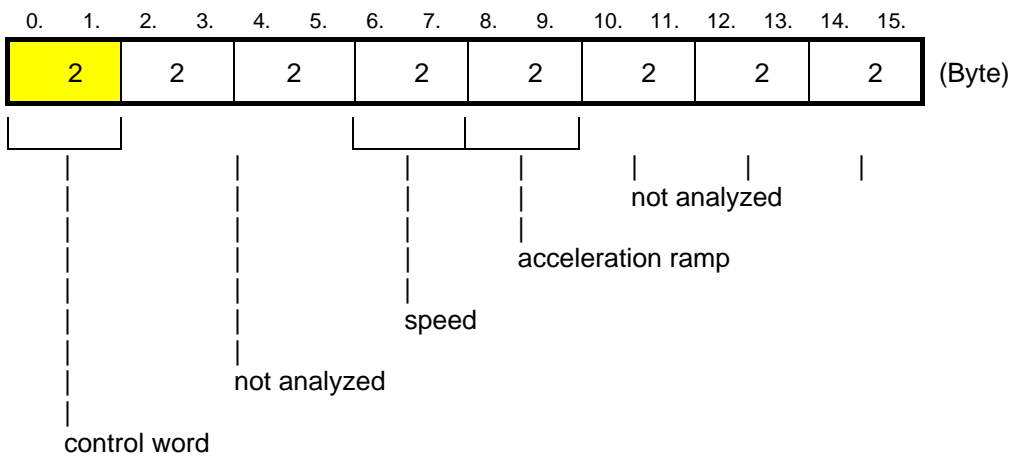 0. 1. 2. 3. 4. 5. 6. 7. 8. 9. 10. 11. 12. 13. 14. 15.
2 2 2 2 2 2 2 2 (Byte)
not analyzed
acceleration ramp
speed
not analyzed
control word